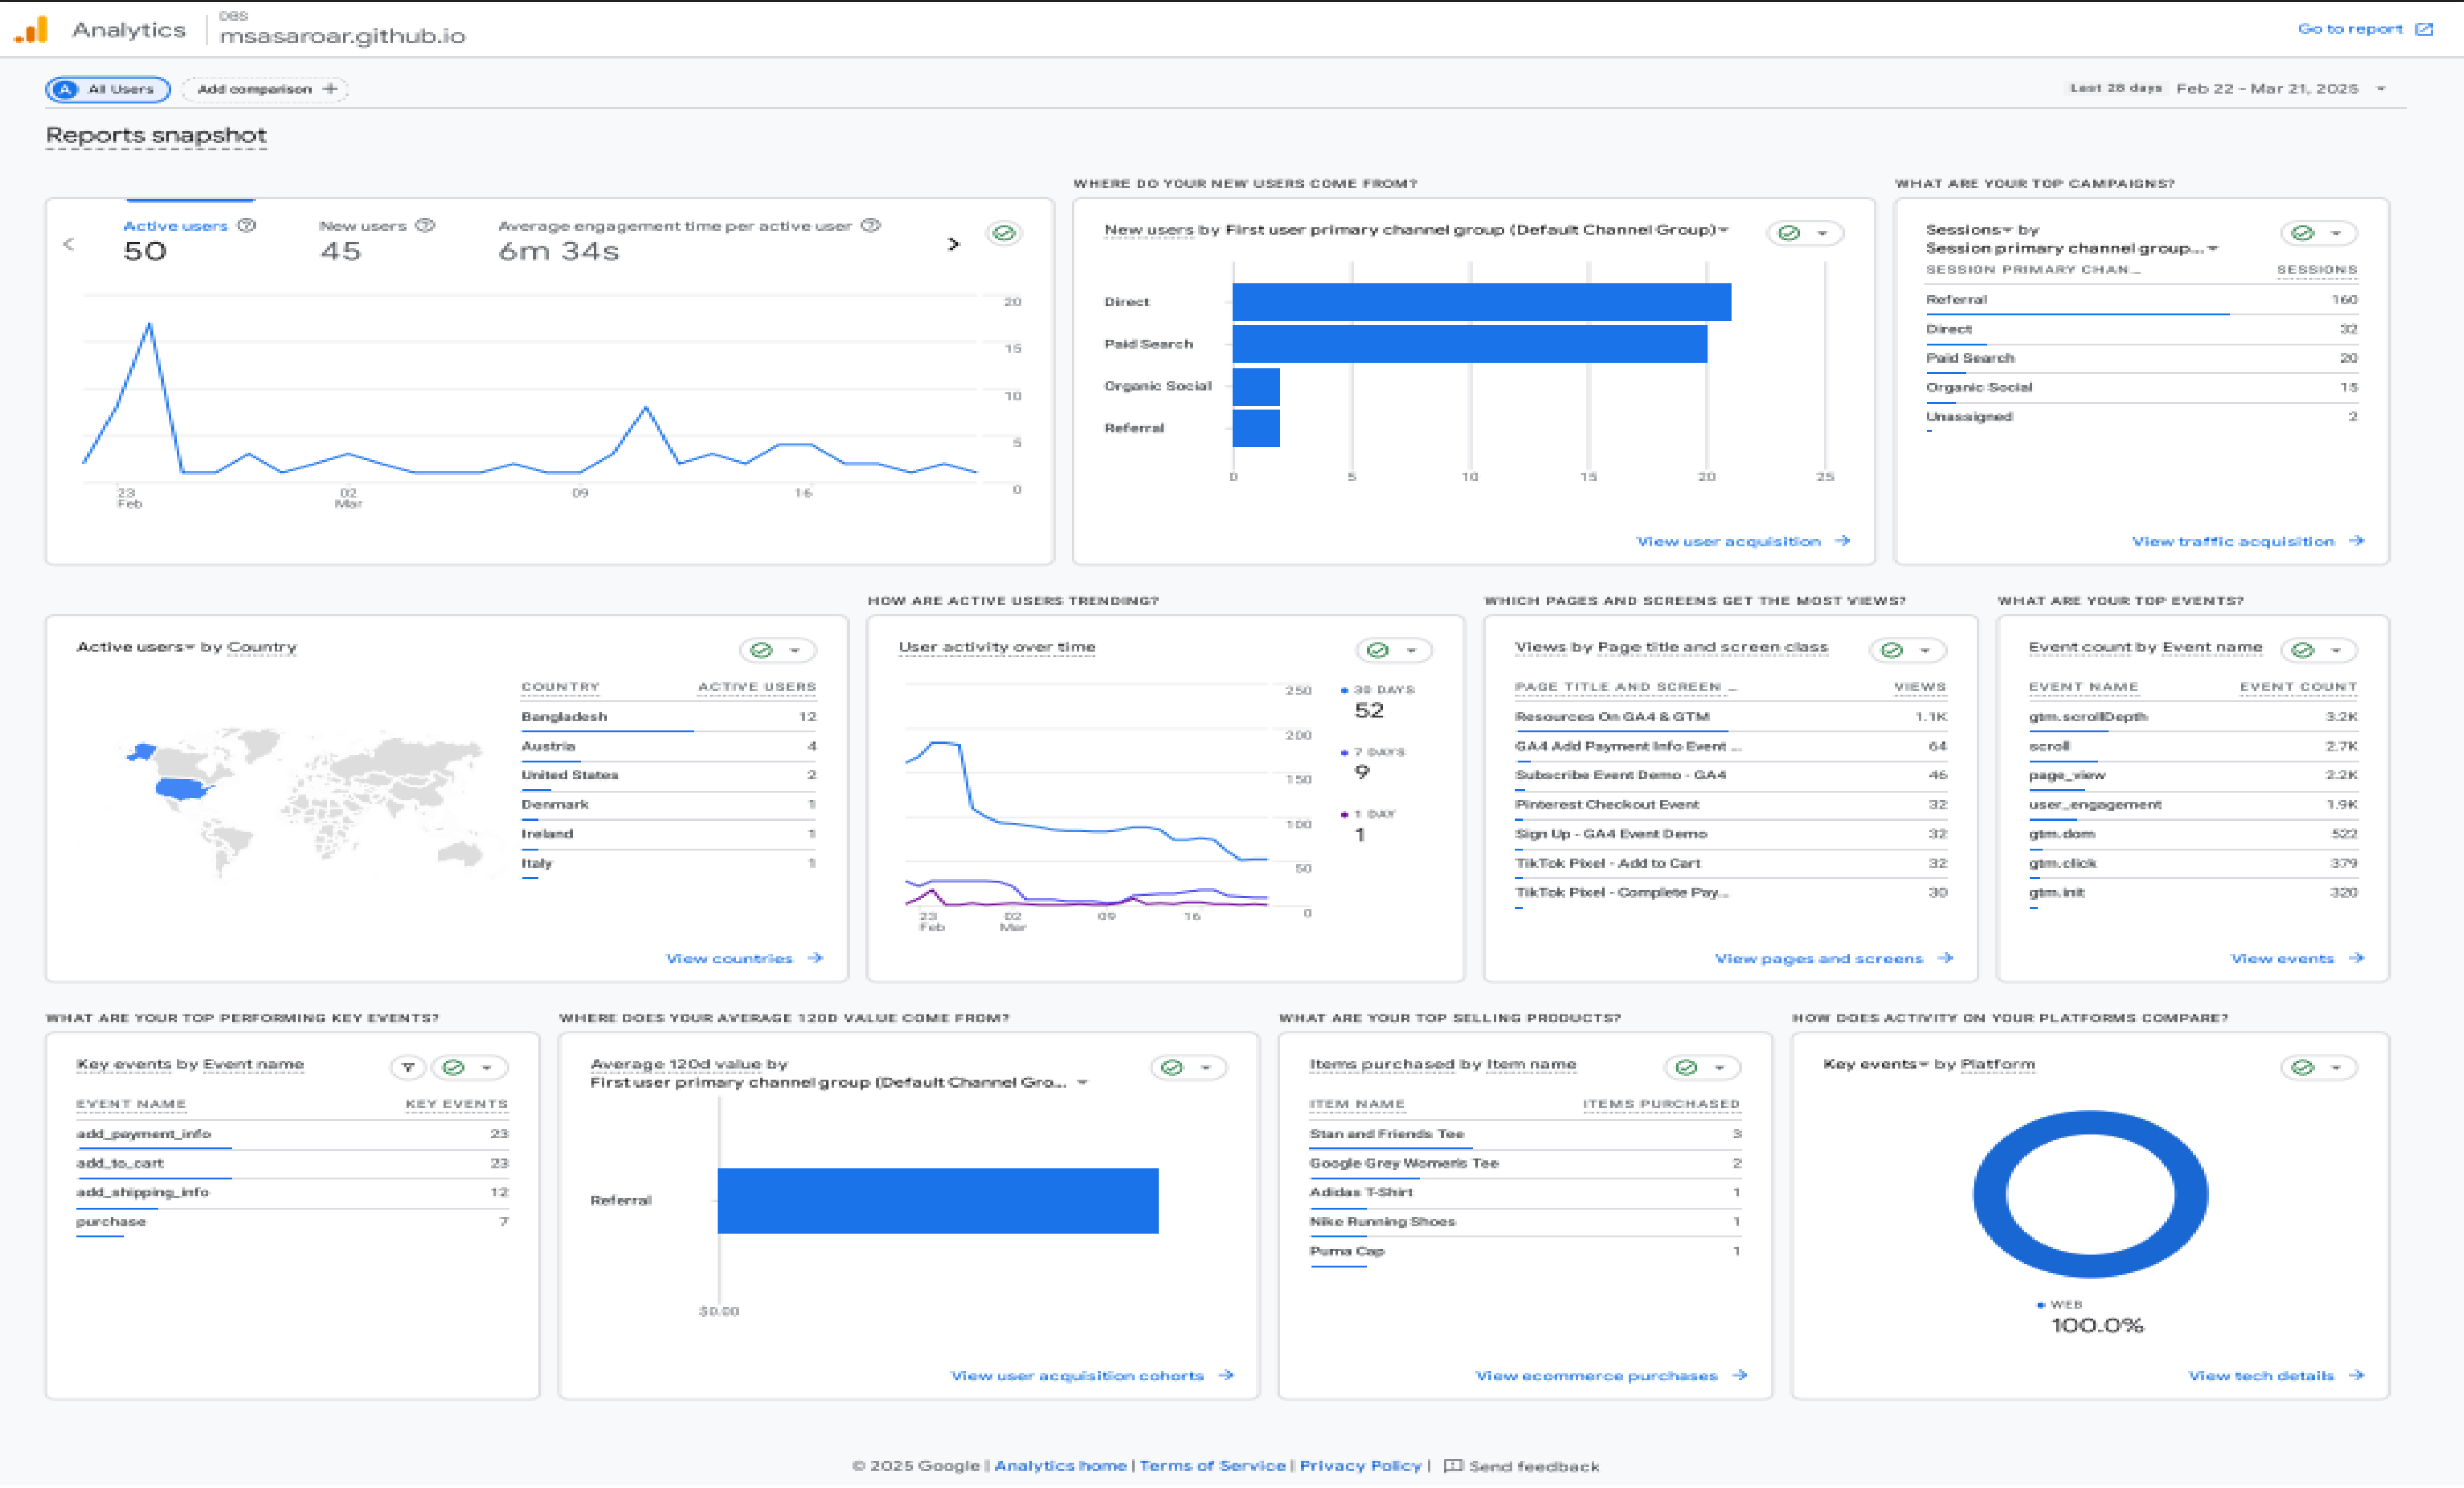 Analytics
DBS
msasaroar.github.io
Go to report
A All Users
Add comparison +
Last 28 days Feb 22 - Mar 21, 2025
Reports snapshot
Active users
50
New users
45
Average engagement time per active user
6m 34s
20
15
10
5
0
23
Feb
02
Mar
09
16
WHERE DO YOUR NEW USERS COME FROM?
New users by First user primary channel group (Default Channel Group)
Direct
Paid Search
Organic Social
Referral
0 5 10 15 20 25
View user acquisition →
WHAT ARE YOUR TOP CAMPAIGNS?
Sessions by
Session primary channel group...
SESSION PRIMARY CHAN... SESSIONS
Referral 160
Direct 32
Paid Search 20
Organic Social 15
Unassigned 2
View traffic acquisition →
Active users by Country
COUNTRY ACTIVE USERS
Bangladesh 12
Austria 4
United States 2
Denmark 1
Ireland 1
Italy 1
View countries →
HOW ARE ACTIVE USERS TRENDING?
User activity over time
250
200
150
100
50
0
23
Feb
02
Mar
09
16
30 DAYS
52
7 DAYS
9
1 DAY
1
WHICH PAGES AND SCREENS GET THE MOST VIEWS?
Views by Page title and screen class
PAGE TITLE AND SCREEN ... VIEWS
Resources On GA4 & GTM 1.1K
GA4 Add Payment Info Event ... 64
Subscribe Event Demo - GA4 46
Pinterest Checkout Event 32
Sign Up - GA4 Event Demo 32
TikTok Pixel - Add to Cart 32
TikTok Pixel - Complete Pay... 30
View pages and screens →
WHAT ARE YOUR TOP EVENTS?
Event count by Event name
EVENT NAME EVENT COUNT
gtm.scrollDepth 3.2K
scroll 2.7K
page_view 2.2K
user_engagement 1.9K
gtm.dom 522
gtm.click 379
gtm.init 320
View events →
WHAT ARE YOUR TOP PERFORMING KEY EVENTS?
Key events by Event name
EVENT NAME KEY EVENTS
add_payment_info 23
add_to_cart 23
add_shipping_info 12
purchase 7
WHERE DOES YOUR AVERAGE 120D VALUE COME FROM?
Average 120d value by
First user primary channel group (Default Channel Gro...
Referral
$0.00
View user acquisition cohorts →
WHAT ARE YOUR TOP SELLING PRODUCTS?
Items purchased by Item name
ITEM NAME ITEMS PURCHASED
Stan and Friends Tee 3
Google Grey Women's Tee 2
Adidas T-Shirt 1
Nike Running Shoes 1
Puma Cap 1
View ecommerce purchases →
HOW DOES ACTIVITY ON YOUR PLATFORMS COMPARE?
Key events by Platform
WEB
100.0%
View tech details →
© 2025 Google | Analytics home | Terms of Service | Privacy Policy | Send feedback